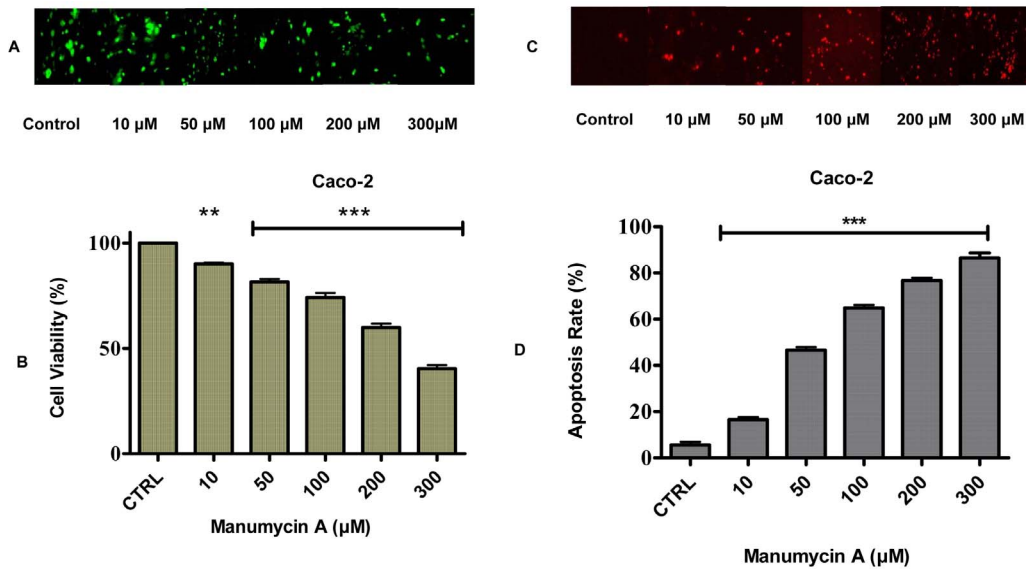 A
Control 10 µM 50 µM 100 µM 200 µM 300µM
Caco-2
** ***
B
Cell Viability (%)
100
50
0
CTRL 10 50 100 200 300
Manumycin A (µM)
C
Control 10 µM 50 µM 100 µM 200 µM 300 µM
Caco-2
***
D
Apoptosis Rate (%)
100
80
60
40
20
0
CTRL 10 50 100 200 300
Manumycin A (µM)